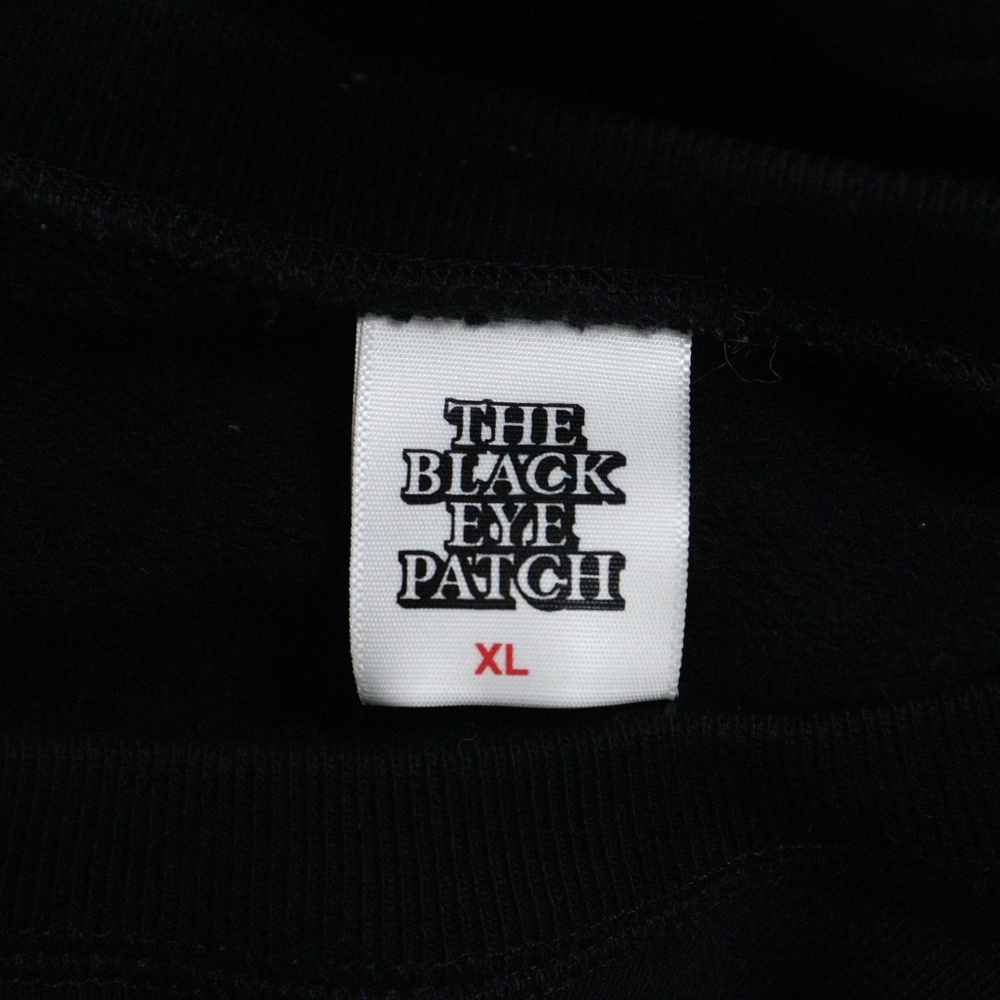 THE
BLACK
EYE
PATCH
XL